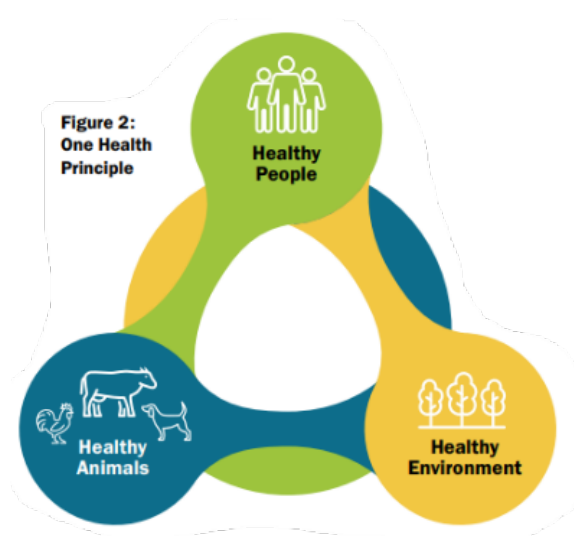 Figure 2:
One Health
Principle
Healthy
People
Healthy
Animals
Healthy
Environment